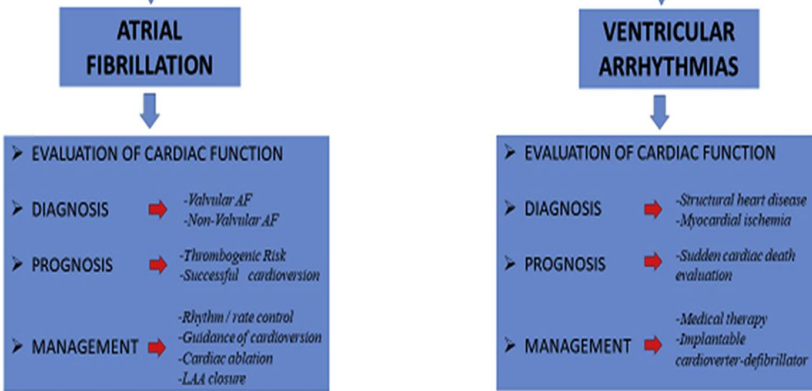 ATRIAL
FIBRILLATION
➤ EVALUATION OF CARDIAC FUNCTION
➤ DIAGNOSIS
-Valvular AF
-Non-Valvular AF
➤ PROGNOSIS
-Thrombogenic Risk
-Successful cardioversion
➤ MANAGEMENT
-Rhythm / rate control
-Guidance of cardioversion
-Cardiac ablation
-LAA closure
VENTRICULAR
ARRHYTHMIAS
➤ EVALUATION OF CARDIAC FUNCTION
➤ DIAGNOSIS
-Structural heart disease
-Myocardial ischemia
➤ PROGNOSIS
-Sudden cardiac death
evaluation
➤ MANAGEMENT
-Medical therapy
-Implantable
cardioverter-defibrillator